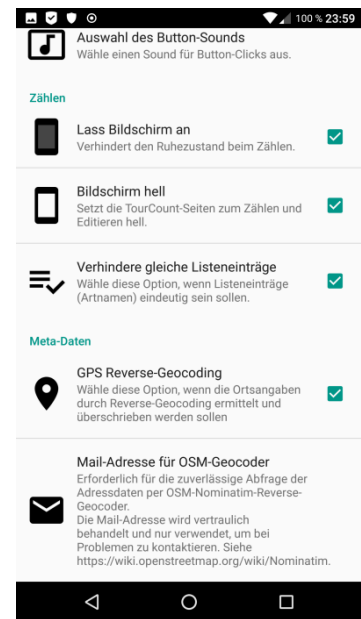 100 % 23:59
Auswahl des Button-Sounds
Wähle einen Sound für Button-Clicks aus.
Zählen
Lass Bildschirm an
Verhindert den Ruhezustand beim Zählen.
Bildschirm hell
Setzt die TourCount-Seiten zum Zählen und
Editieren hell.
Verhindere gleiche Listeneinträge
Wähle diese Option, wenn Listeneinträge
(Artnamen) eindeutig sein sollen.
Meta-Daten
GPS Reverse-Geocoding
Wähle diese Option, wenn die Ortsangaben
durch Reverse-Geocoding ermittelt und
überschrieben werden sollen
Mail-Adresse für OSM-Geocoder
Erforderlich für die zuverlässige Abfrage der
Adressdaten per OSM-Nominatim-Reverse-
Geocoder.
Die Mail-Adresse wird vertraulich
behandelt und nur verwendet, um bei
Problemen zu kontaktieren. Siehe
https://wiki.openstreetmap.org/wiki/Nominatim.